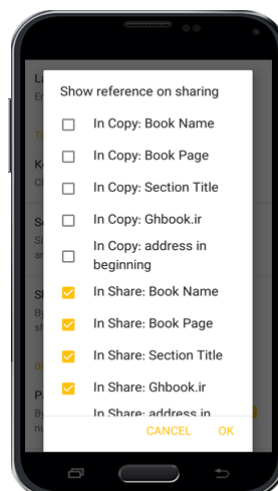 Show reference on sharing
In Copy: Book Name
In Copy: Book Page
In Copy: Section Title
In Copy: Ghbook.ir
In Copy: address in
beginning
In Share: Book Name
In Share: Book Page
In Share: Section Title
In Share: Ghbook.ir
In Share: address in
CANCEL OK